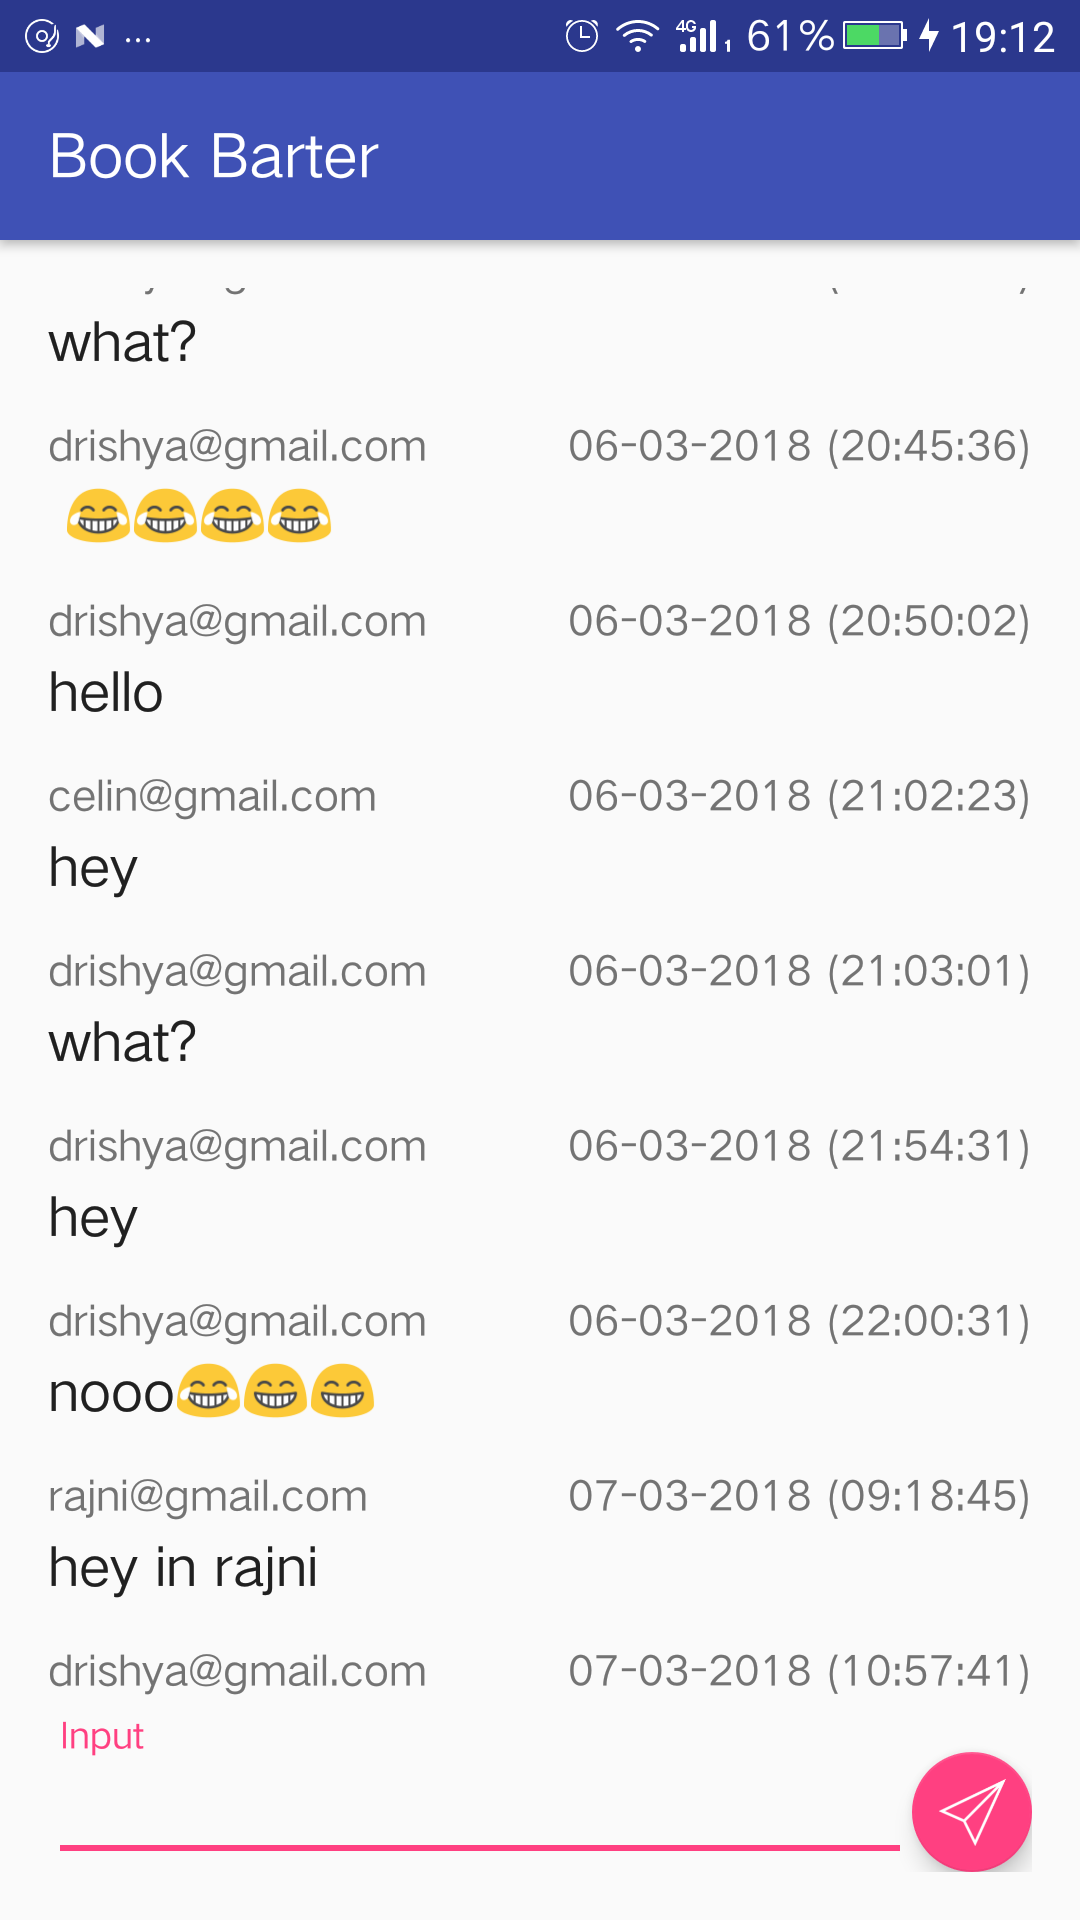 4G 1 61% 19:12
Book Barter
what?
drishya@gmail.com 06-03-2018 (20:45:36)
😂😂😂😂
drishya@gmail.com 06-03-2018 (20:50:02)
hello
celin@gmail.com 06-03-2018 (21:02:23)
hey
drishya@gmail.com 06-03-2018 (21:03:01)
what?
drishya@gmail.com 06-03-2018 (21:54:31)
hey
drishya@gmail.com 06-03-2018 (22:00:31)
nooo😂😁😁
rajni@gmail.com 07-03-2018 (09:18:45)
hey in rajni
drishya@gmail.com 07-03-2018 (10:57:41)
Input